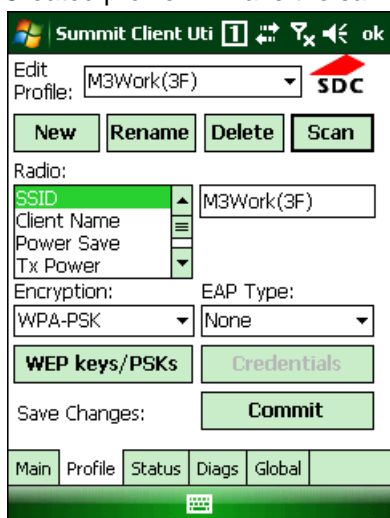 Summit Client Uti 1 ok
Edit
Profile: M3Work(3F)
SDC
New Rename Delete Scan
Radio:
SSID M3Work(3F)
Client Name
Power Save
Tx Power
Encryption: EAP Type:
WPA-PSK None
WEP keys/PSKs Credentials
Save Changes: Commit
Main Profile Status Diags Global